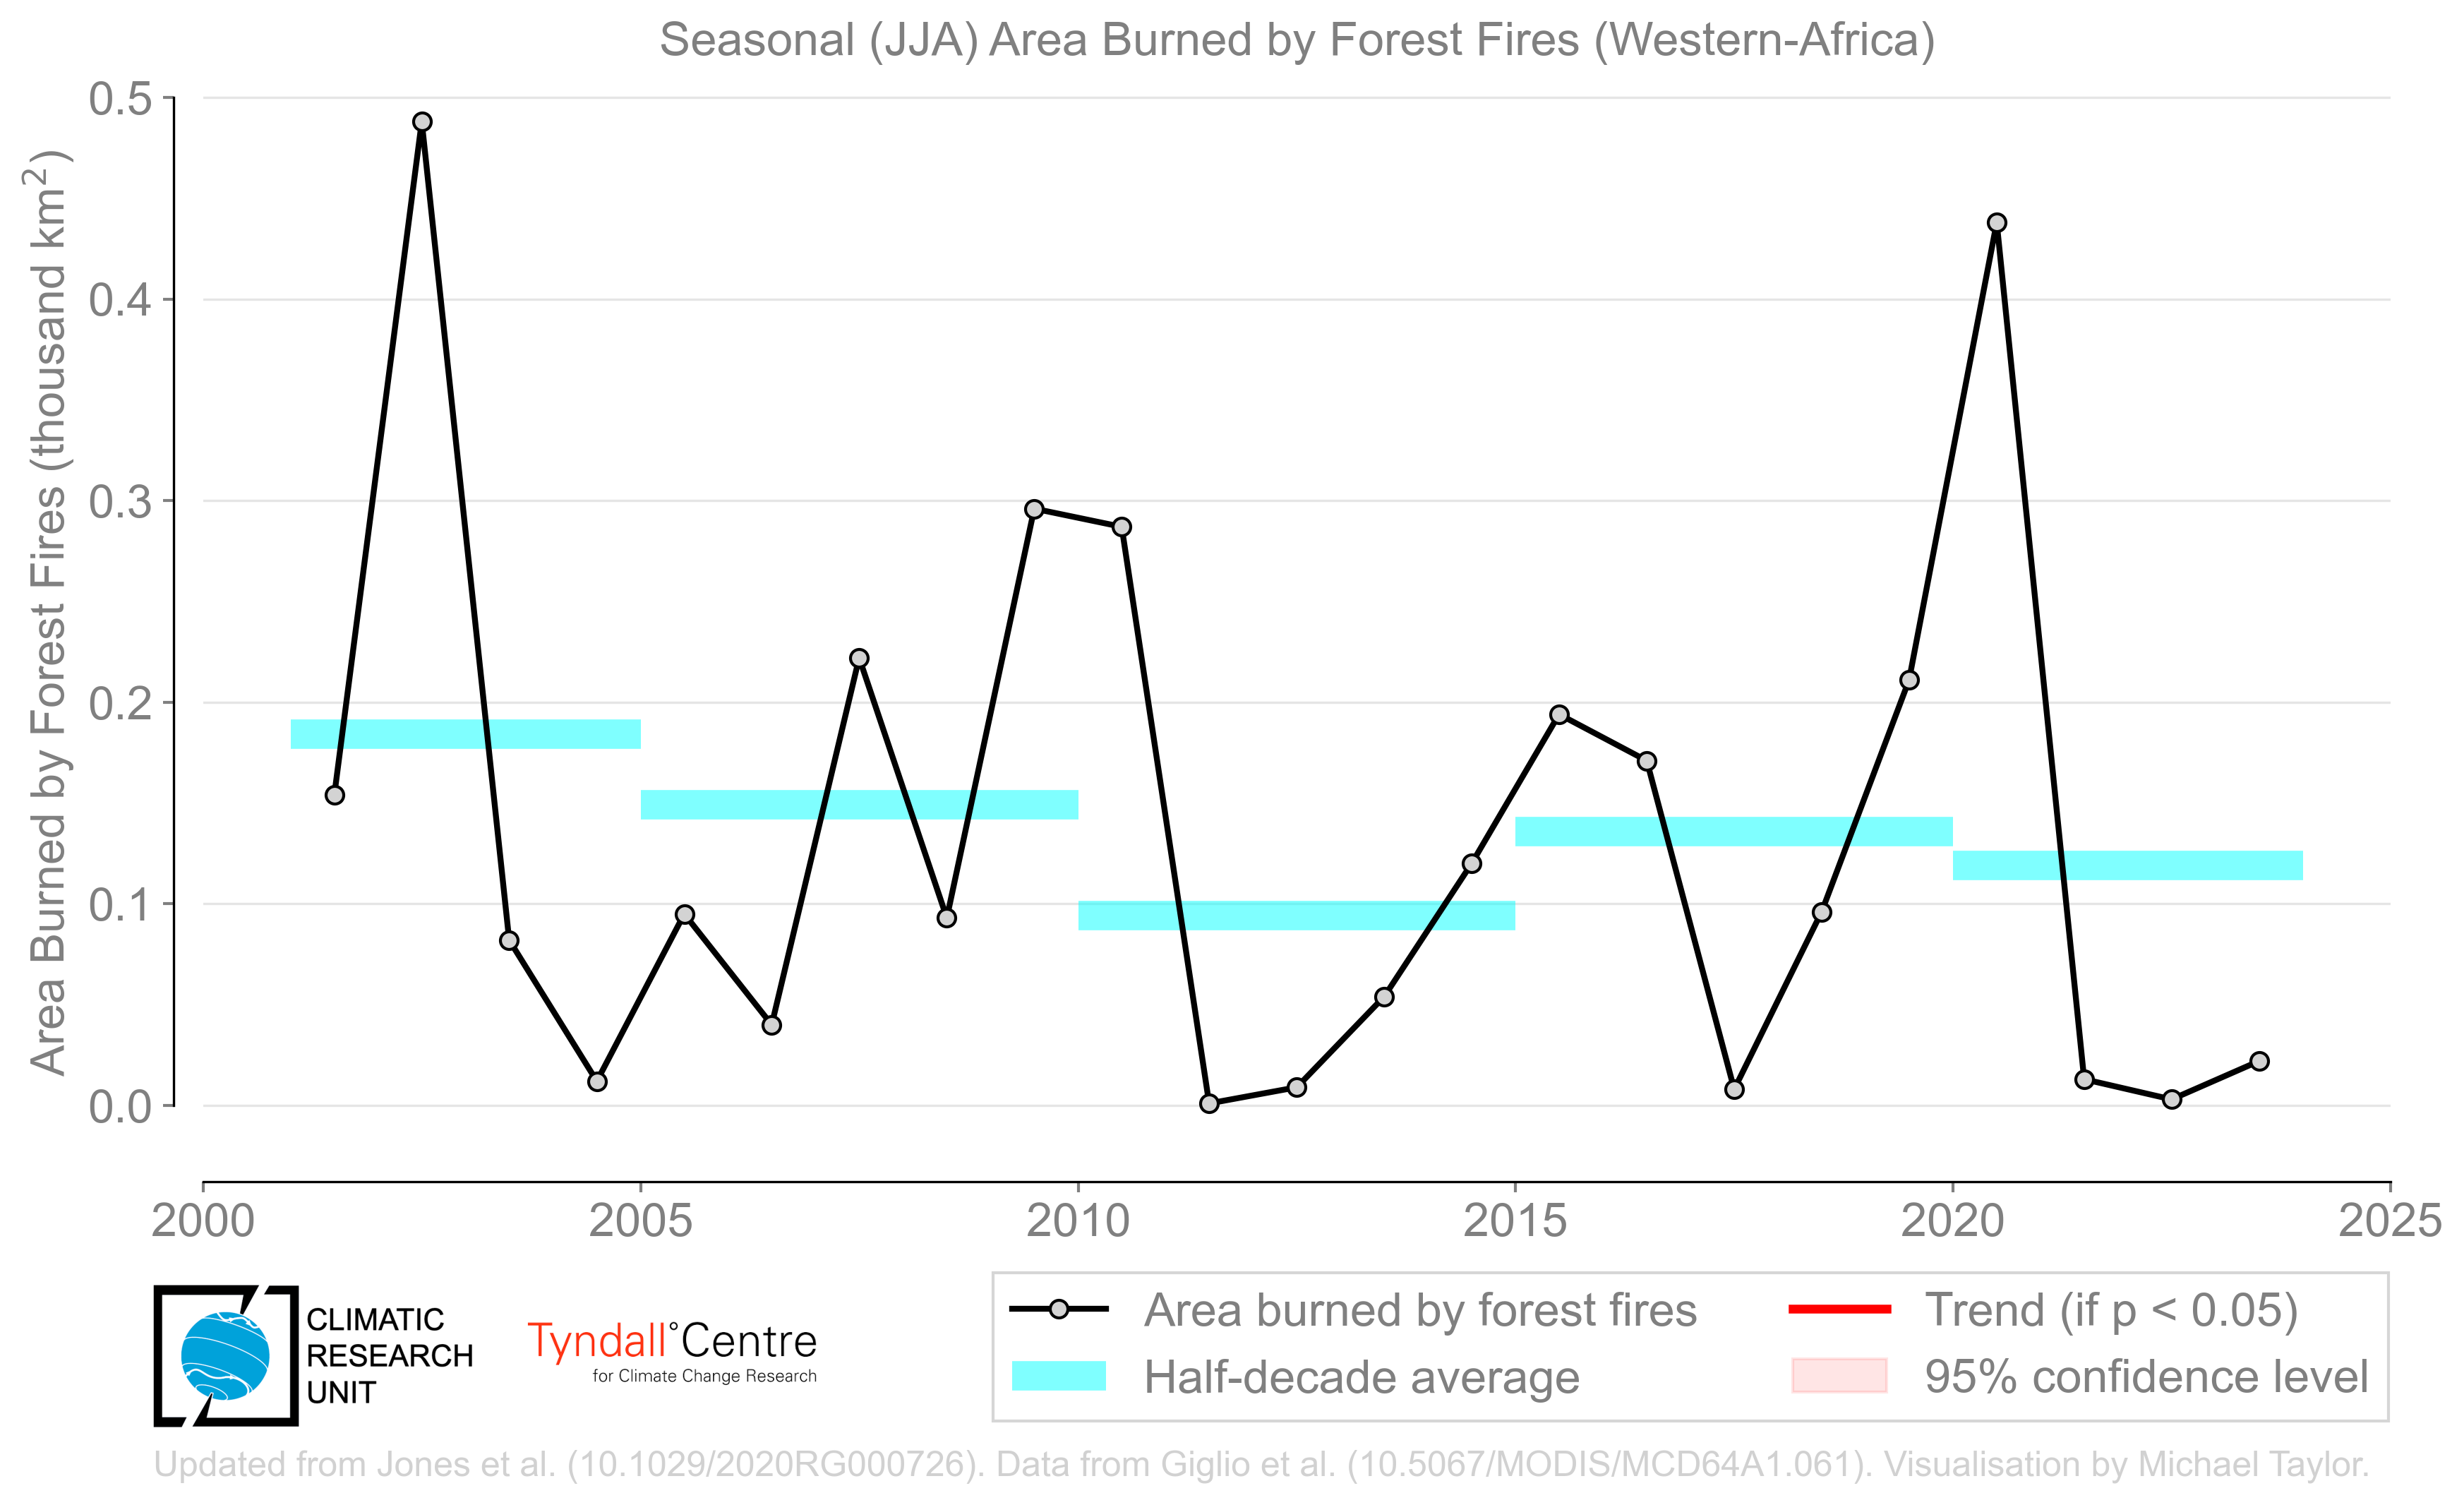 Seasonal (JJA) Area Burned by Forest Fires (Western-Africa)
Area Burned by Forest Fires (thousand km²)
0.5
0.4
0.3
0.2
0.1
0.0
2000 2005 2010 2015 2020 2025
CLIMATIC
RESEARCH
UNIT
Tyndall°Centre
for Climate Change Research
Area burned by forest fires
Half-decade average
Trend (if p < 0.05)
95% confidence level
Updated from Jones et al. (10.1029/2020RG000726). Data from Giglio et al. (10.5067/MODIS/MCD64A1.061). Visualisation by Michael Taylor.